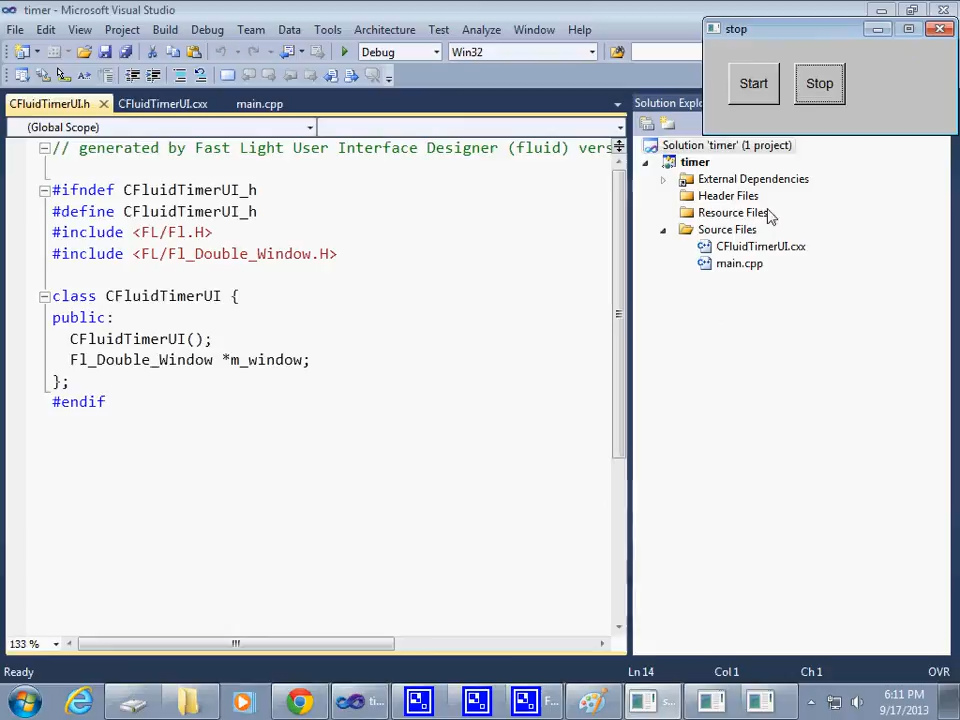 timer - Microsoft Visual Studio
stop
File Edit View Project Build Debug Team Data Tools Architecture Test Analyze Window Help
Debug Win32
Start Stop
CFluidTimerUI.h CFluidTimerUI.cxx main.cpp
Solution Explo
(Global Scope)
// generated by Fast Light User Interface Designer (fluid) vers
#ifndef CFluidTimerUI_h
#define CFluidTimerUI_h
#include <FL/Fl.H>
#include <FL/Fl_Double_Window.H>
class CFluidTimerUI {
public:
CFluidTimerUI();
Fl_Double_Window *m_window;
};
#endif
Solution 'timer' (1 project)
timer
External Dependencies
Header Files
Resource Files
Source Files
CFluidTimerUI.cxx
main.cpp
133 %
Ready Ln 14 Col 1 Ch 1 OVR
ti... F... s...
6:11 PM
9/17/2013